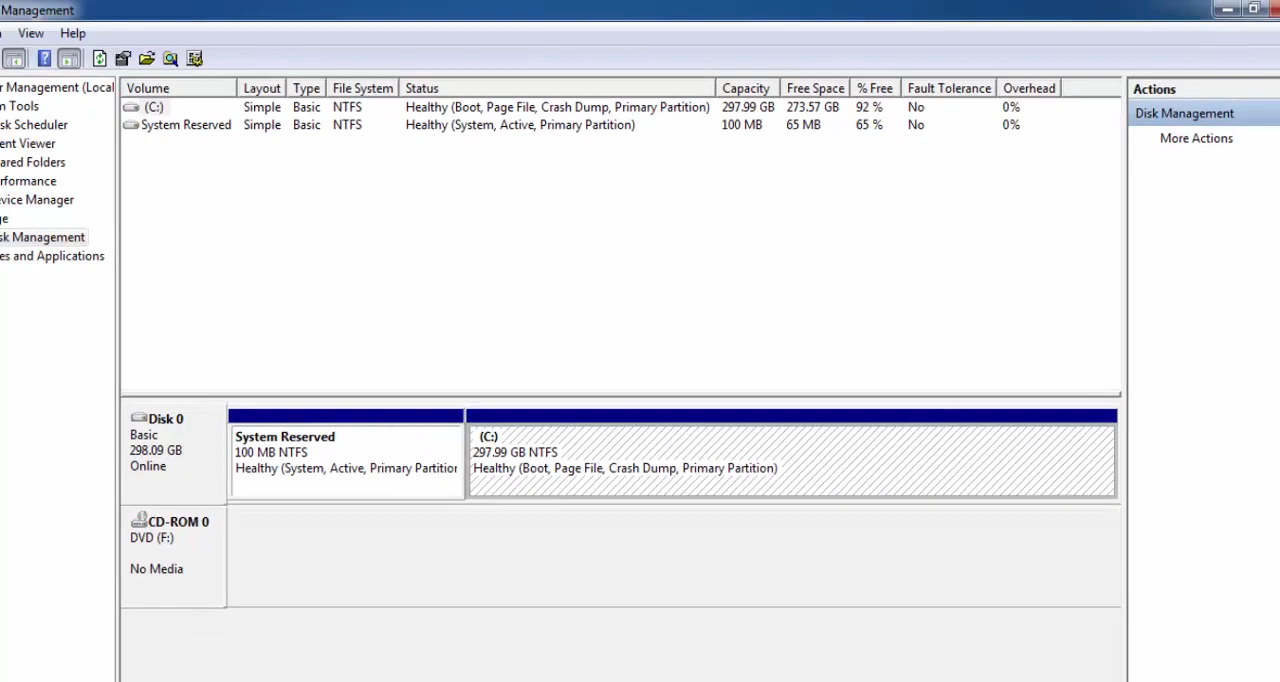 Management
View Help
r Management (Local
m Tools
sk Scheduler
ent Viewer
ared Folders
rformance
evice Manager
ge
sk Management
es and Applications
Volume Layout Type File System Status Capacity Free Space % Free Fault Tolerance Overhead
(C:) Simple Basic NTFS Healthy (Boot, Page File, Crash Dump, Primary Partition) 297.99 GB 273.57 GB 92 % No 0%
System Reserved Simple Basic NTFS Healthy (System, Active, Primary Partition) 100 MB 65 MB 65 % No 0%
Actions
Disk Management
More Actions
Disk 0
Basic
298.09 GB
Online
System Reserved
100 MB NTFS
Healthy (System, Active, Primary Partition
(C:)
297.99 GB NTFS
Healthy (Boot, Page File, Crash Dump, Primary Partition)
CD-ROM 0
DVD (F:)
No Media